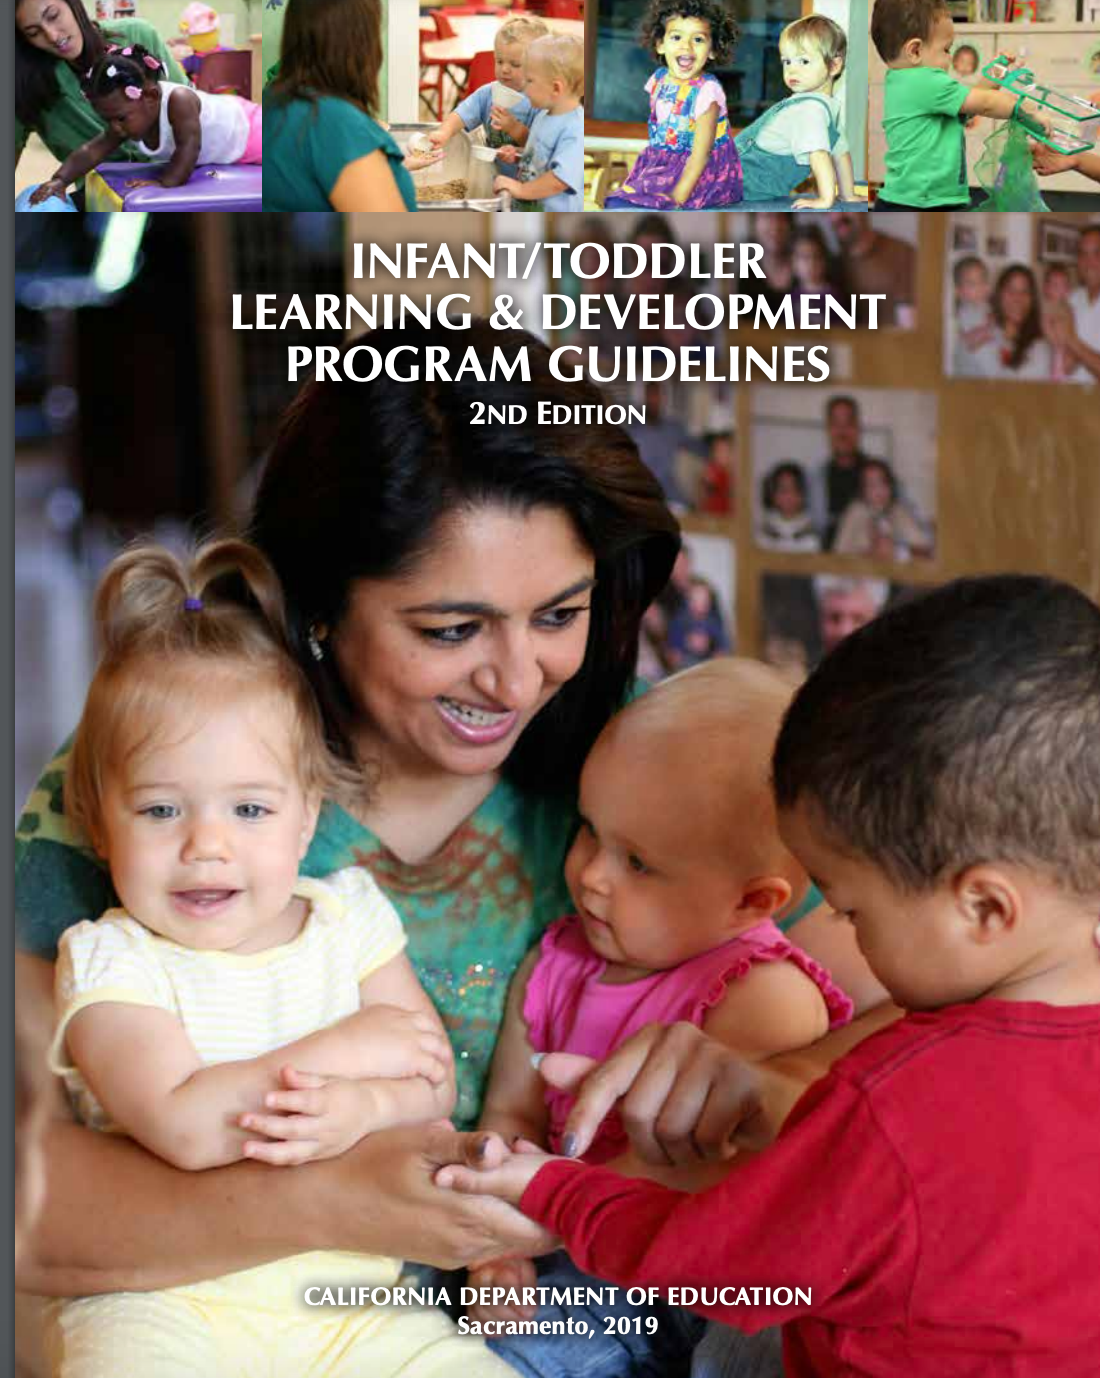 INFANT/TODDLER
LEARNING & DEVELOPMENT
PROGRAM GUIDELINES
2ND EDITION
CALIFORNIA DEPARTMENT OF EDUCATION
Sacramento, 2019